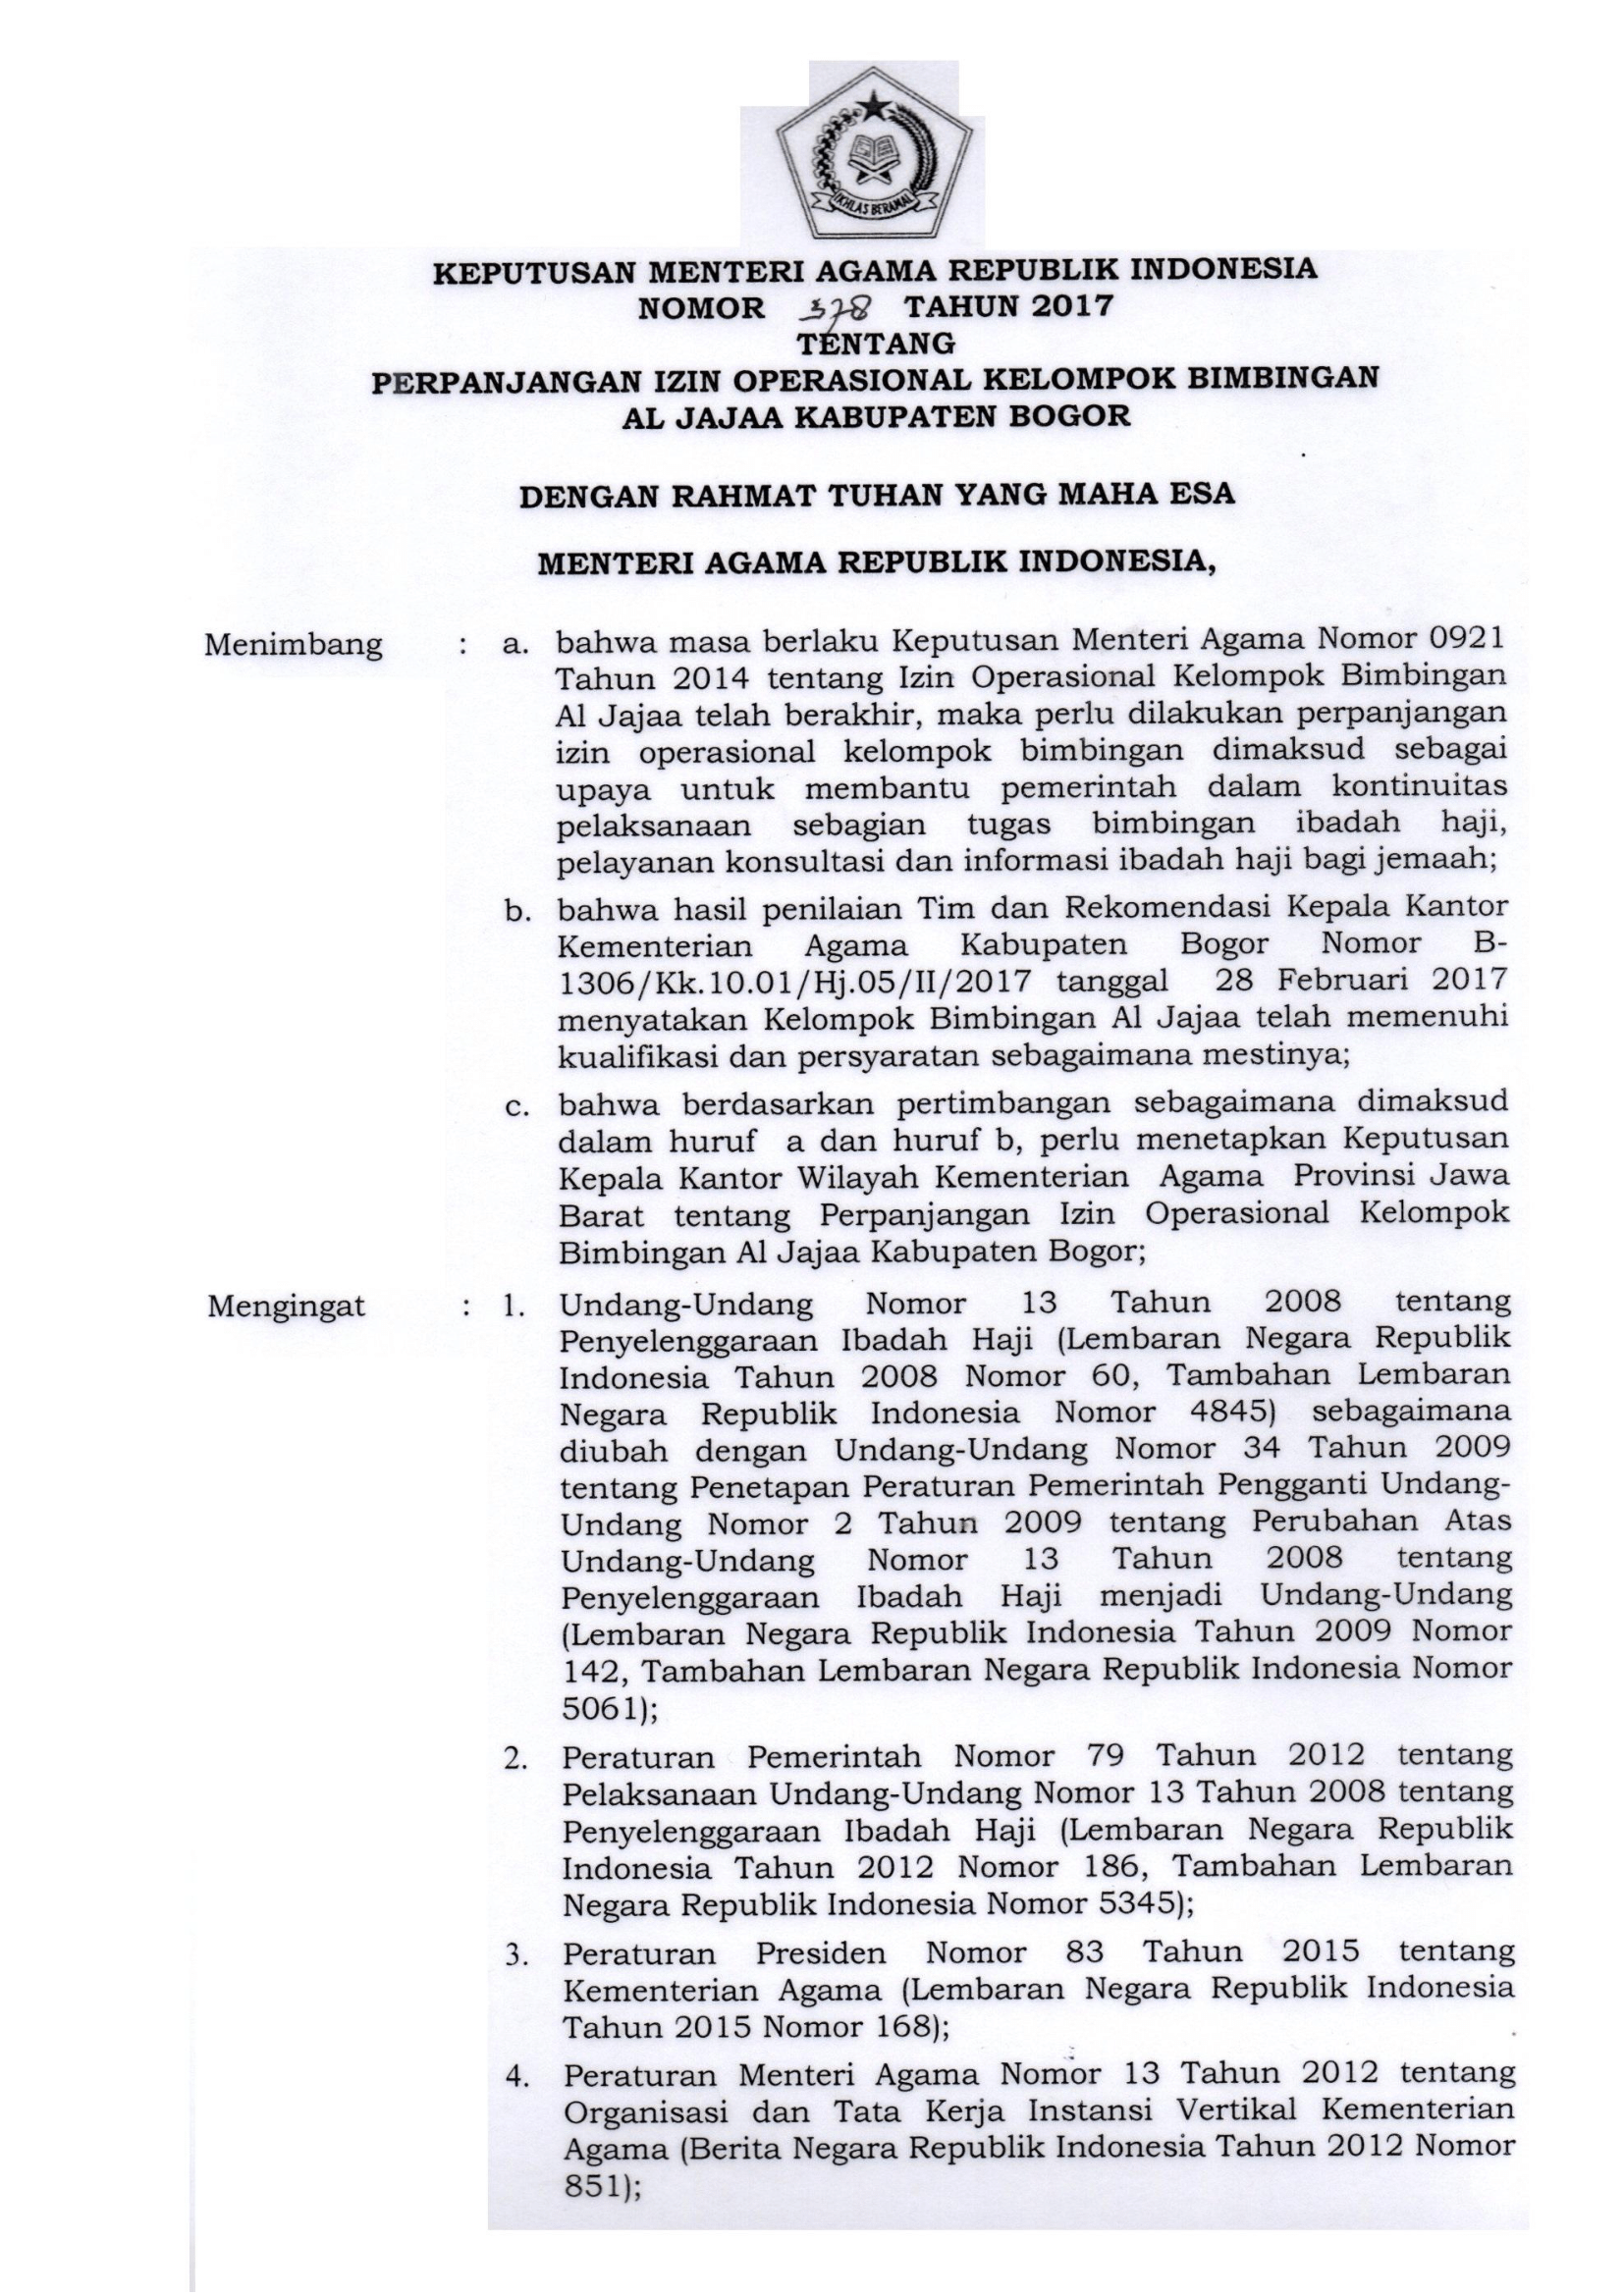 IKHLAS BERAMAL
KEPUTUSAN MENTERI AGAMA REPUBLIK INDONESIA
NOMOR 378 TAHUN 2017
TENTANG
PERPANJANGAN IZIN OPERASIONAL KELOMPOK BIMBINGAN
AL JAJAA KABUPATEN BOGOR
DENGAN RAHMAT TUHAN YANG MAHA ESA
MENTERI AGAMA REPUBLIK INDONESIA,
Menimbang : a. bahwa masa berlaku Keputusan Menteri Agama Nomor 0921
Tahun 2014 tentang Izin Operasional Kelompok Bimbingan
Al Jajaa telah berakhir, maka perlu dilakukan perpanjangan
izin operasional kelompok bimbingan dimaksud sebagai
upaya untuk membantu pemerintah dalam kontinuitas
pelaksanaan sebagian tugas bimbingan ibadah haji,
pelayanan konsultasi dan informasi ibadah haji bagi jemaah;
b. bahwa hasil penilaian Tim dan Rekomendasi Kepala Kantor
Kementerian Agama Kabupaten Bogor Nomor B-
1306/Kk.10.01/Hj.05/II/2017 tanggal 28 Februari 2017
menyatakan Kelompok Bimbingan Al Jajaa telah memenuhi
kualifikasi dan persyaratan sebagaimana mestinya;
c. bahwa berdasarkan pertimbangan sebagaimana dimaksud
dalam huruf a dan huruf b, perlu menetapkan Keputusan
Kepala Kantor Wilayah Kementerian Agama Provinsi Jawa
Barat tentang Perpanjangan Izin Operasional Kelompok
Bimbingan Al Jajaa Kabupaten Bogor;
Mengingat : 1. Undang-Undang Nomor 13 Tahun 2008 tentang
Penyelenggaraan Ibadah Haji (Lembaran Negara Republik
Indonesia Tahun 2008 Nomor 60, Tambahan Lembaran
Negara Republik Indonesia Nomor 4845) sebagaimana
diubah dengan Undang-Undang Nomor 34 Tahun 2009
tentang Penetapan Peraturan Pemerintah Pengganti Undang-
Undang Nomor 2 Tahun 2009 tentang Perubahan Atas
Undang-Undang Nomor 13 Tahun 2008 tentang
Penyelenggaraan Ibadah Haji menjadi Undang-Undang
(Lembaran Negara Republik Indonesia Tahun 2009 Nomor
142, Tambahan Lembaran Negara Republik Indonesia Nomor
5061);
2. Peraturan Pemerintah Nomor 79 Tahun 2012 tentang
Pelaksanaan Undang-Undang Nomor 13 Tahun 2008 tentang
Penyelenggaraan Ibadah Haji (Lembaran Negara Republik
Indonesia Tahun 2012 Nomor 186, Tambahan Lembaran
Negara Republik Indonesia Nomor 5345);
3. Peraturan Presiden Nomor 83 Tahun 2015 tentang
Kementerian Agama (Lembaran Negara Republik Indonesia
Tahun 2015 Nomor 168);
4. Peraturan Menteri Agama Nomor 13 Tahun 2012 tentang
Organisasi dan Tata Kerja Instansi Vertikal Kementerian
Agama (Berita Negara Republik Indonesia Tahun 2012 Nomor
851);